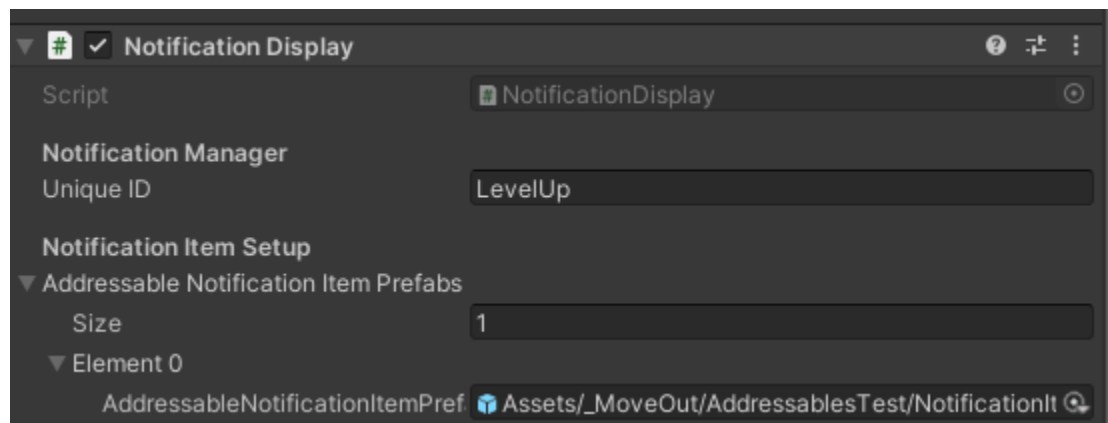 Notification Display
Script NotificationDisplay
Notification Manager
Unique ID LevelUp
Notification Item Setup
Addressable Notification Item Prefabs
Size 1
Element 0
AddressableNotificationItemPref Assets/_MoveOut/AddressablesTest/NotificationIt